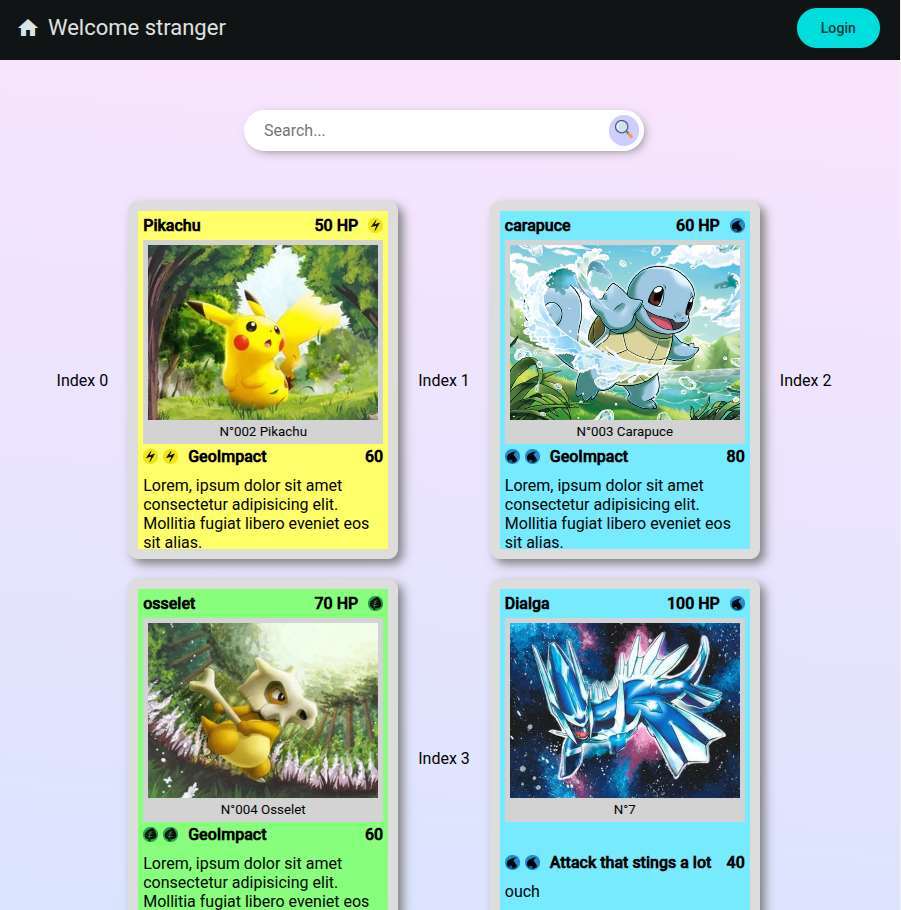 Welcome stranger
Login
Search...
Index 0
Pikachu 50 HP
N°002 Pikachu
GeoImpact 60
Lorem, ipsum dolor sit amet
consectetur adipisicing elit.
Mollitia fugiat libero eveniet eos
sit alias.
Index 1
carapuce 60 HP
N°003 Carapuce
GeoImpact 80
Lorem, ipsum dolor sit amet
consectetur adipisicing elit.
Mollitia fugiat libero eveniet eos
sit alias.
Index 2
osselet 70 HP
N°004 Osselet
GeoImpact 60
Lorem, ipsum dolor sit amet
consectetur adipisicing elit.
Mollitia fugiat libero eveniet eos
Index 3
Dialga 100 HP
N°7
Attack that stings a lot 40
ouch